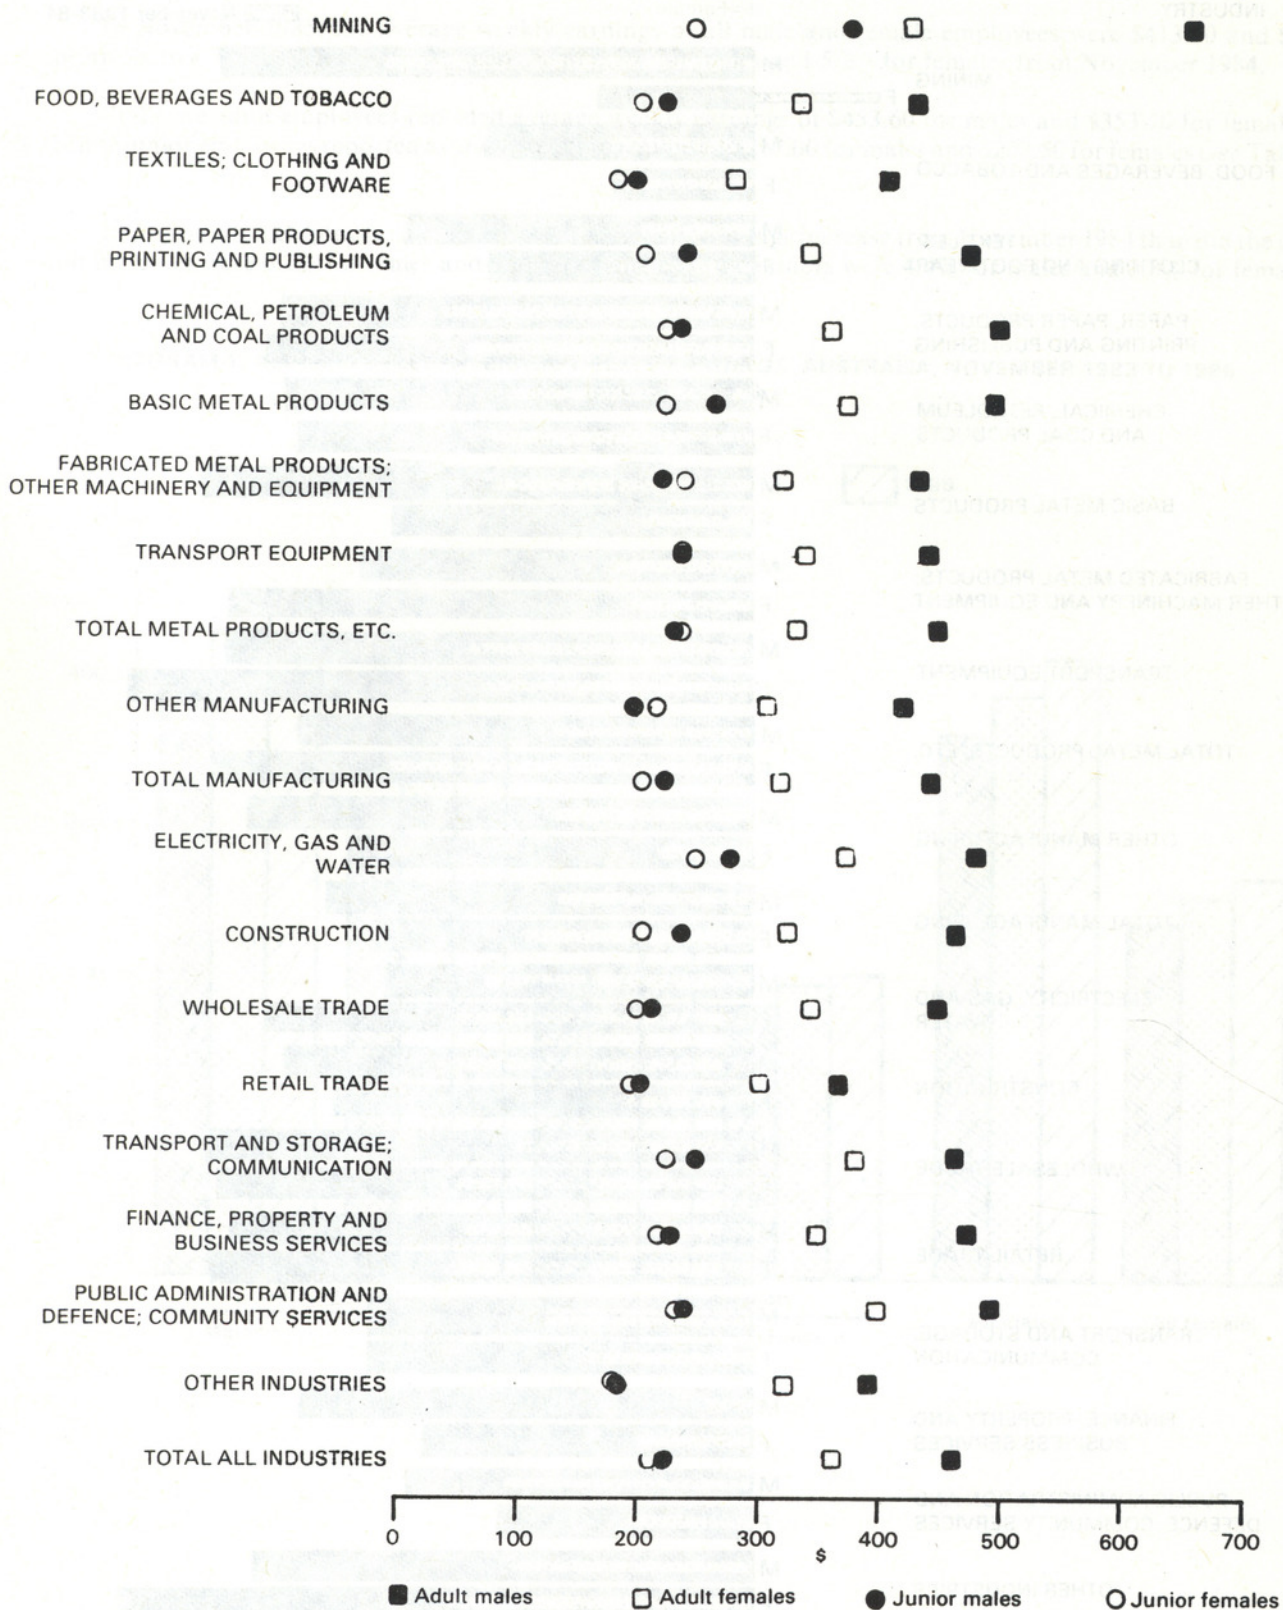 MINING
FOOD, BEVERAGES AND TOBACCO
TEXTILES; CLOTHING AND
FOOTWARE
PAPER, PAPER PRODUCTS,
PRINTING AND PUBLISHING
CHEMICAL, PETROLEUM
AND COAL PRODUCTS
BASIC METAL PRODUCTS
FABRICATED METAL PRODUCTS;
OTHER MACHINERY AND EQUIPMENT
TRANSPORT EQUIPMENT
TOTAL METAL PRODUCTS, ETC.
OTHER MANUFACTURING
TOTAL MANUFACTURING
ELECTRICITY, GAS AND
WATER
CONSTRUCTION
WHOLESALE TRADE
RETAIL TRADE
TRANSPORT AND STORAGE;
COMMUNICATION
FINANCE, PROPERTY AND
BUSINESS SERVICES
PUBLIC ADMINISTRATION AND
DEFENCE; COMMUNITY SERVICES
OTHER INDUSTRIES
TOTAL ALL INDUSTRIES
0 100 200 300 400 500 600 700
$
Adult males Adult females Junior males Junior females